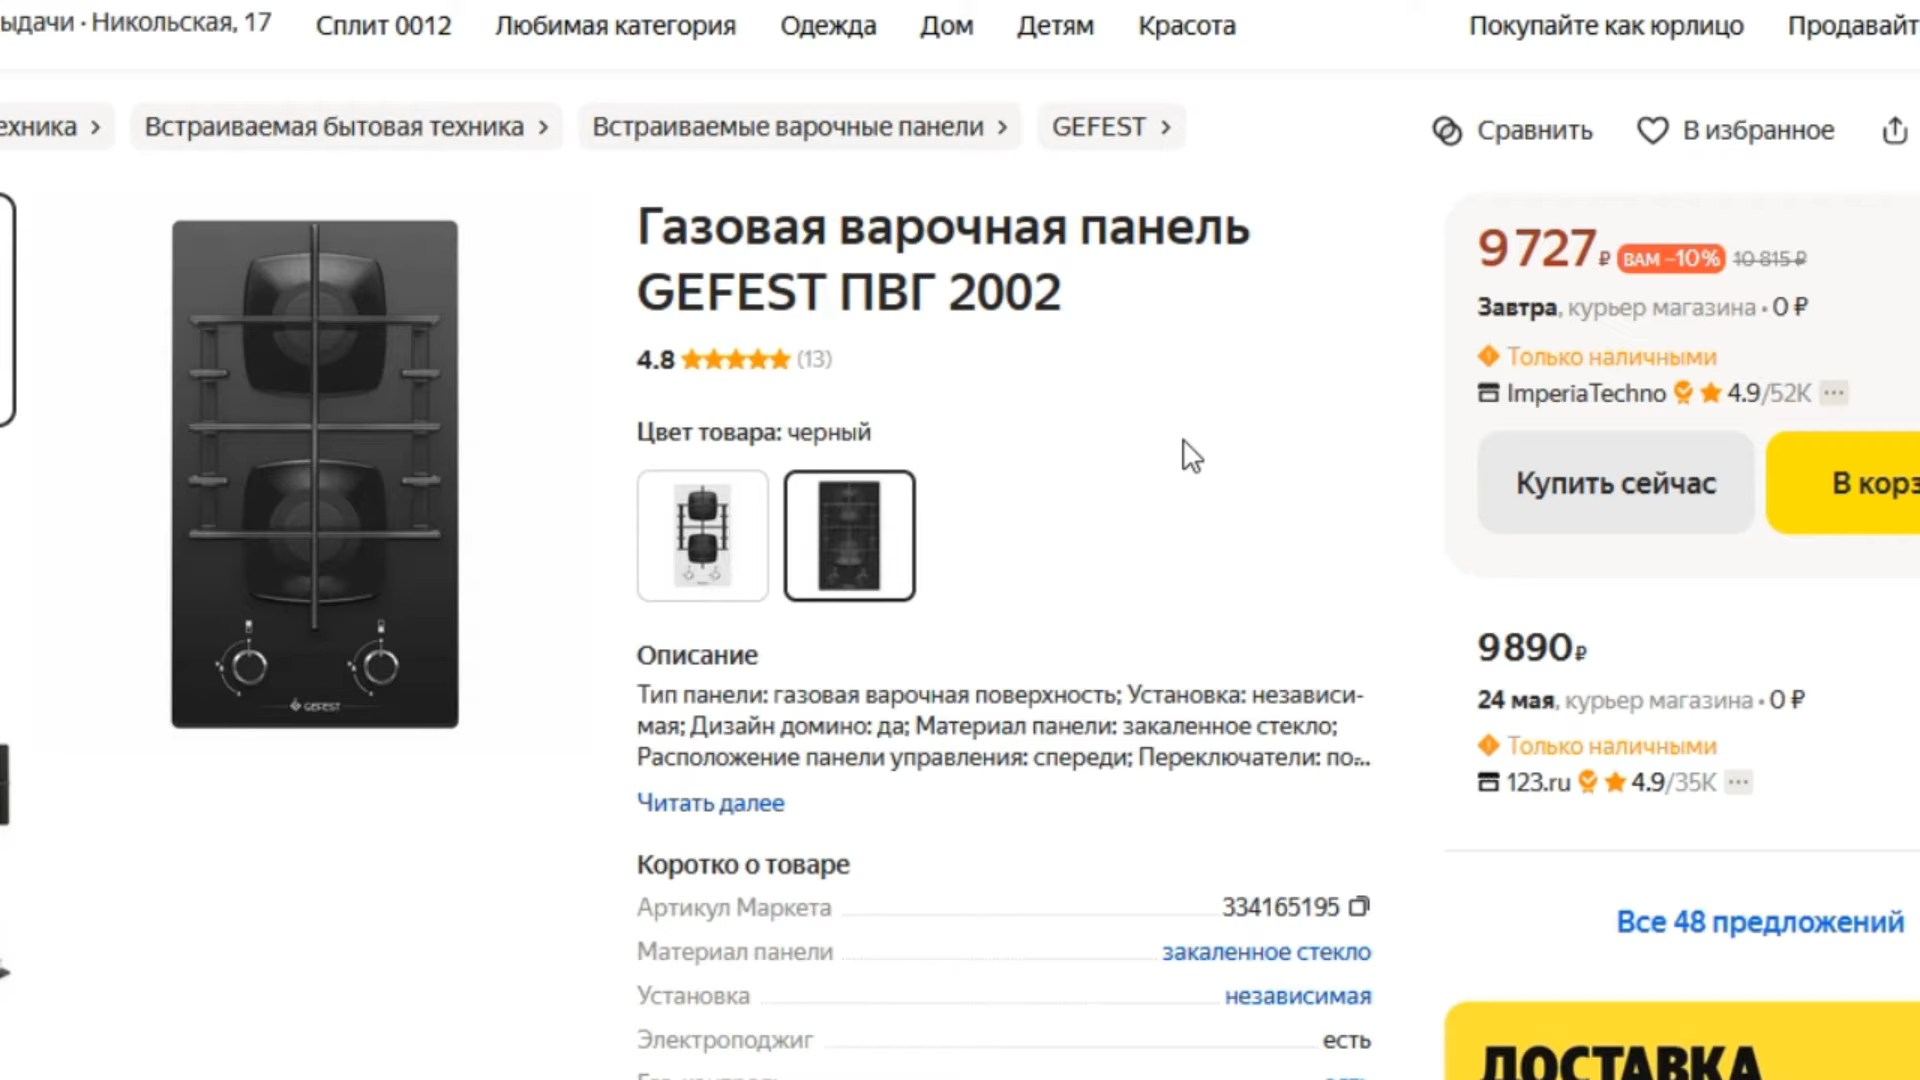 ыдачи · Никольская, 17
Сплит 0012
Любимая категория
Одежда
Дом
Детям
Красота
Покупайте как юрлицо
Продавайт
ехника
Встраиваемая бытовая техника
Встраиваемые варочные панели
GEFEST
Сравнить
В избранное
Газовая варочная панель
GEFEST ПВГ 2002
4.8 (13)
Цвет товара: черный
GEFEST
Описание
Тип панели: газовая варочная поверхность; Установка: независи-
мая; Дизайн домино: да; Материал панели: закаленное стекло;
Расположение панели управления: спереди; Переключатели: по...
Читать далее
Коротко о товаре
Артикул Маркета 334165195
Материал панели закаленное стекло
Установка независимая
Электроподжиг есть
9 727 ₽ ВАМ –10% 10 815 ₽
Завтра, курьер магазина · 0 ₽
Только наличными
ImperiaTechno 4.9/52K ···
Купить сейчас
В корз
9 890 ₽
24 мая, курьер магазина · 0 ₽
Только наличными
123.ru 4.9/35K ···
Все 48 предложений
ДОСТАВКА